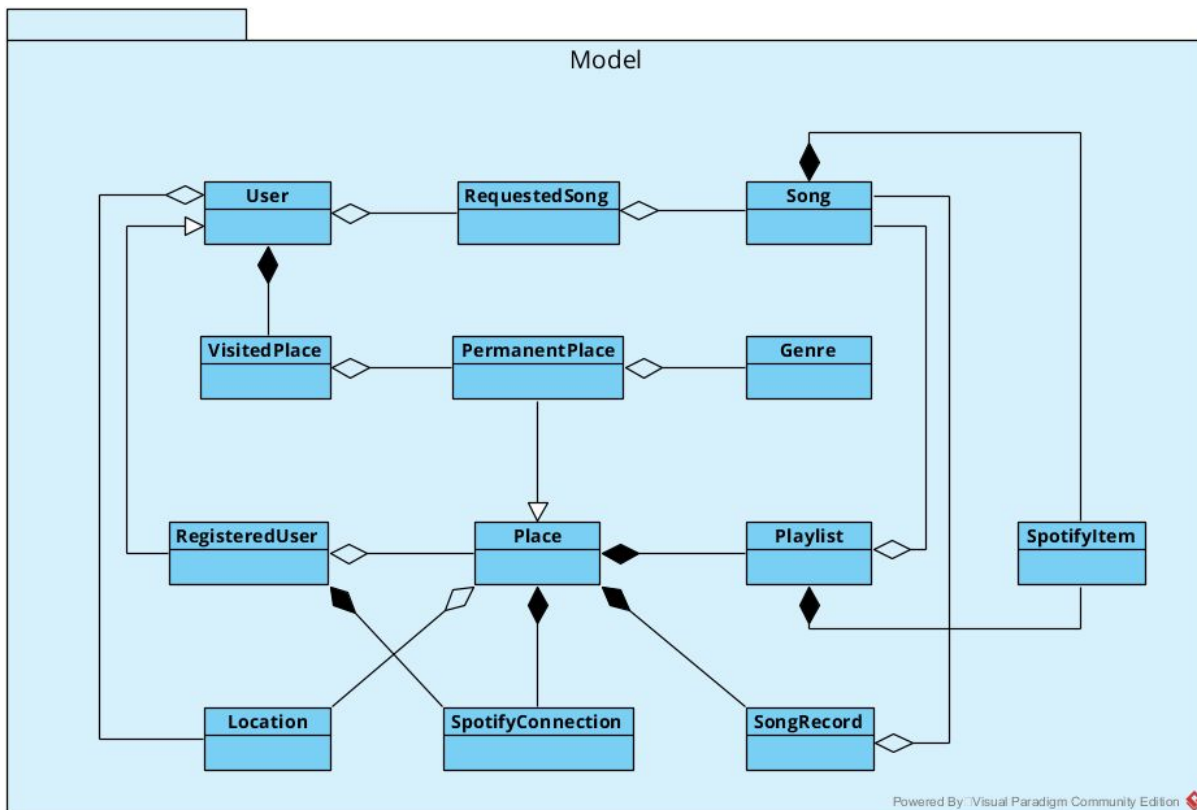 Model
User
RequestedSong
Song
VisitedPlace
PermanentPlace
Genre
RegisteredUser
Place
Playlist
SpotifyItem
Location
SpotifyConnection
SongRecord
Powered By Visual Paradigm Community Edition